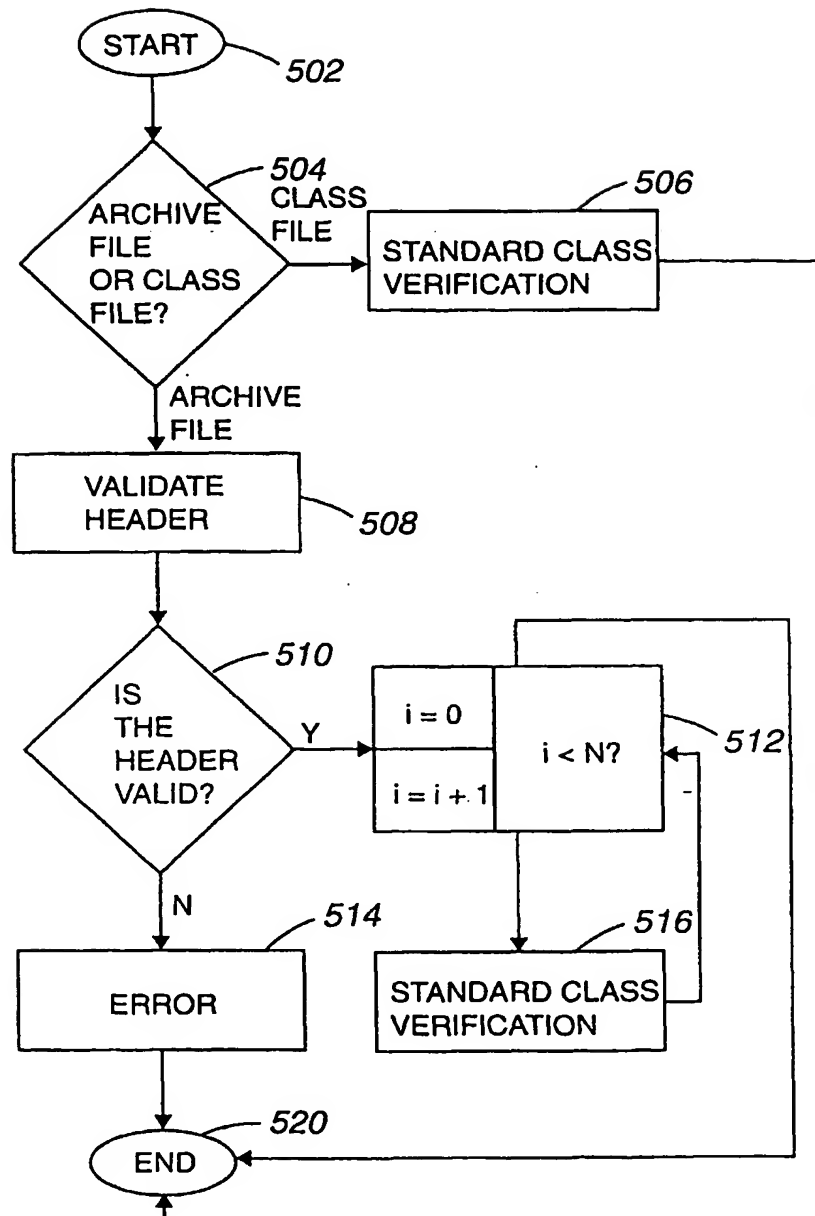 START
502
504
CLASS
FILE
ARCHIVE
FILE
OR CLASS
FILE?
506
STANDARD CLASS
VERIFICATION
ARCHIVE
FILE
VALIDATE
HEADER
508
510
IS
THE
HEADER
VALID?
Y
i = 0
i = i + 1
i < N?
512
N
514
ERROR
516
STANDARD CLASS
VERIFICATION
520
END